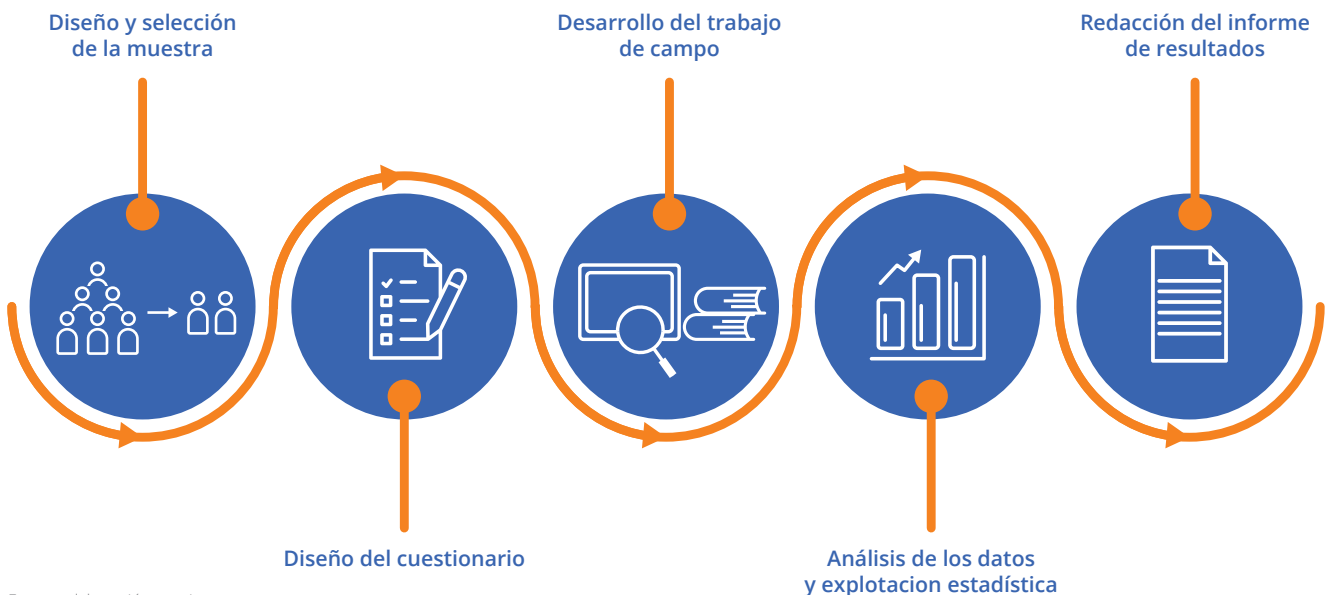 Diseño y selección
de la muestra
Diseño del cuestionario
Desarrollo del trabajo
de campo
Análisis de los datos
y explotacion estadística
Redacción del informe
de resultados